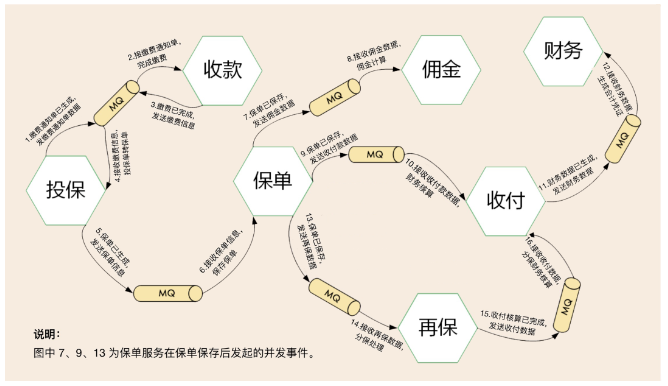 1.缴费通知单已生成,
发缴费通知单数据
MQ
2.接缴费通知单,
完成缴费
收款
3.缴费已完成,
发送缴费信息
4.接收缴费信息,
投保单转保单
投保
5.保单已生成,
发送保单信息
MQ
6.接收保单信息,
保存保单
保单
7.保单已保存,
发送佣金数据
MQ
8.接收佣金数据,
佣金计算
佣金
9.保单已保存,
发送收付款数据
MQ
10.接收收付款数据,
财务核算
收付
11.财务数据已生成,
发送财务数据
MQ
12.接收财务数据,
生成会计凭证
财务
13.保单已保存,
发送再保数据
MQ
14.接收再保数据,
分保处理
再保
15.收付核算已完成,
发送收付数据
MQ
16.接收收付数据,
分保财务核算
说明:
图中 7、9、13 为保单服务在保单保存后发起的并发事件。